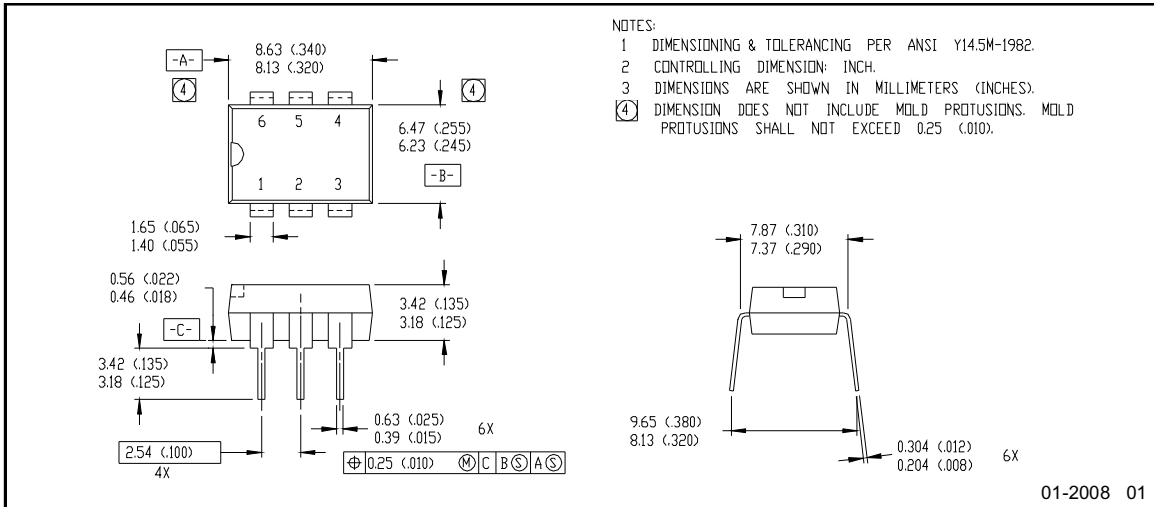 NOTES:
1 DIMENSIONING & TOLERANCING PER ANSI Y14.5M-1982.
2 CONTROLLING DIMENSION: INCH.
3 DIMENSIONS ARE SHOWN IN MILLIMETERS (INCHES).
4 DIMENSION DOES NOT INCLUDE MOLD PROTUSIONS. MOLD
PROTUSIONS SHALL NOT EXCEED 0.25 (.010).
-A-
8.63 (.340)
8.13 (.320)
4
4
6 5 4
6.47 (.255)
6.23 (.245)
-B-
1 2 3
1.65 (.065)
1.40 (.055)
0.56 (.022)
0.46 (.018)
3.42 (.135)
3.18 (.125)
-C-
3.42 (.135)
3.18 (.125)
0.63 (.025)
0.39 (.015)
6X
2.54 (.100)
4X
⌖ 0.25 (.010) Ⓜ C B Ⓢ A Ⓢ
7.87 (.310)
7.37 (.290)
9.65 (.380)
8.13 (.320)
0.304 (.012)
0.204 (.008)
6X
01-2008 01